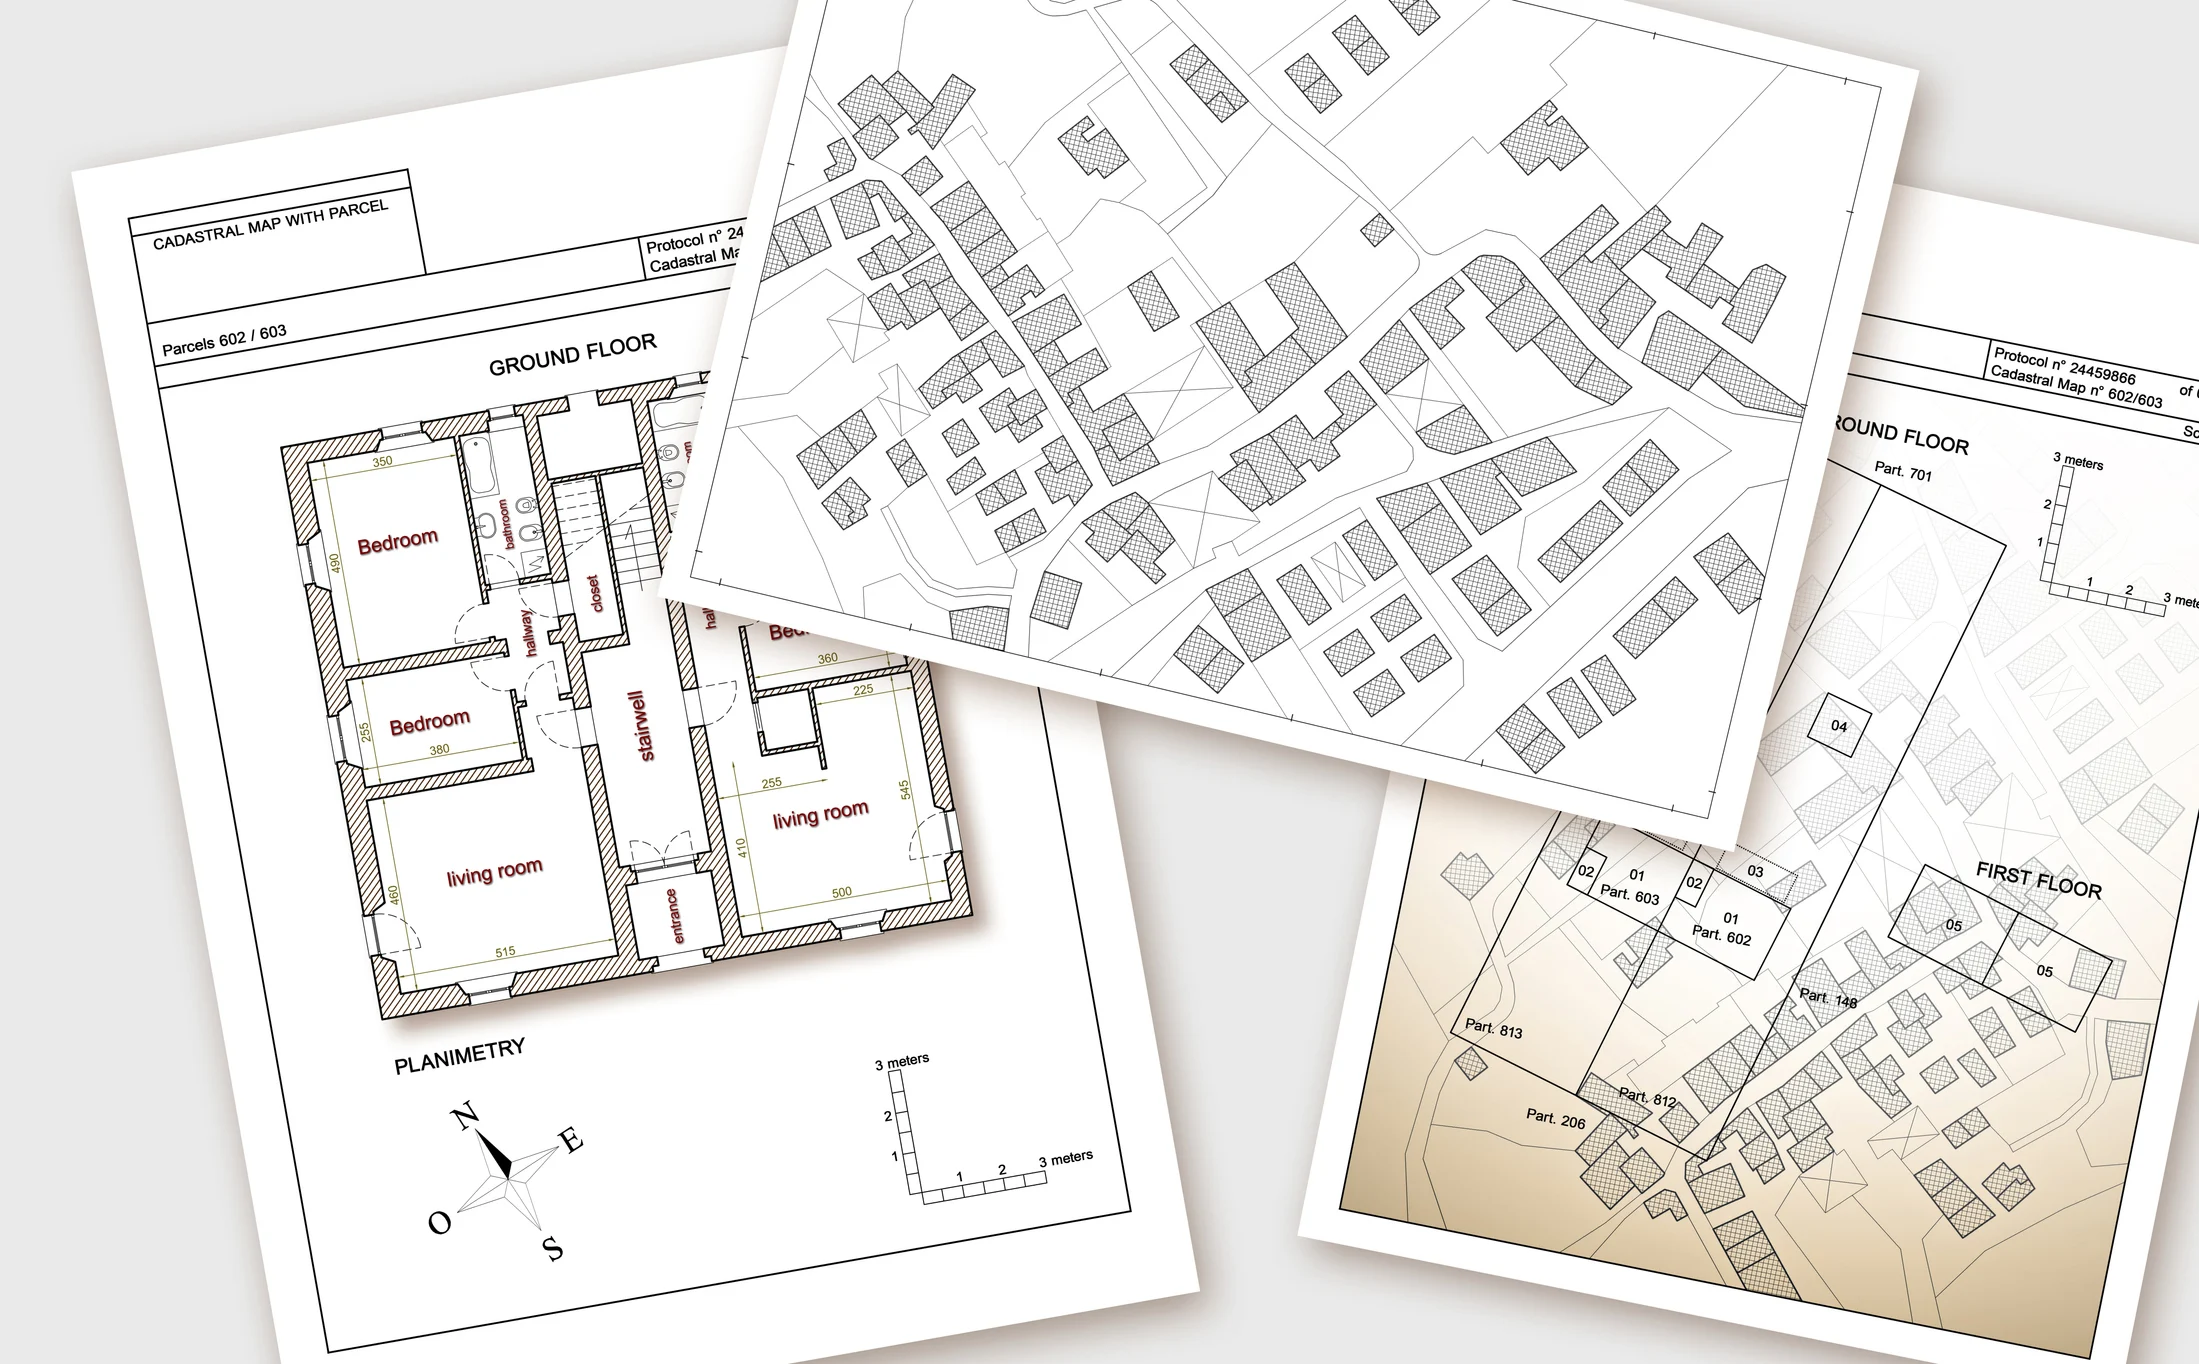 CADASTRAL MAP WITH PARCEL
Protocol n° 24
Cadastral Ma
Parcels 602 / 603
GROUND FLOOR
350
490
Bedroom
bathroom
closet
hallway
Bedroom
255
380
stairwell
living room
460
515
entrance
360
225
255
545
living room
410
500
PLANIMETRY
N
E
O
S
3 meters
2
1
1
2
3 meters
Protocol n° 24459866
Cadastral Map n° 602/603
of
Sc
ROUND FLOOR
Part. 701
3 meters
2
1
1
2
3 mete
04
02
01
Part. 603
02
03
01
Part. 602
FIRST FLOOR
05
05
Part. 148
Part. 813
Part. 812
Part. 206